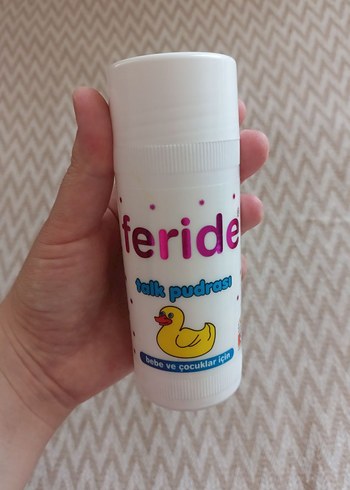 feride
talk pudrası
bebe ve çocuklar için